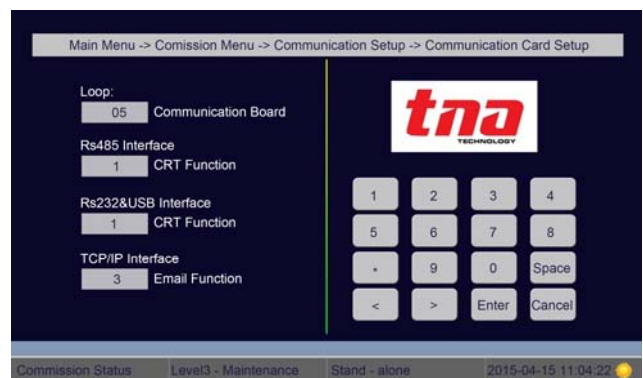 Main Menu -> Comission Menu -> Communication Setup -> Communication Card Setup
Loop:
05 Communication Board
Rs485 Interface
1 CRT Function
Rs232&USB Interface
1 CRT Function
TCP/IP Interface
3 Email Function
tna
TECHNOLOGY
1 2 3 4
5 6 7 8
* 9 0 Space
< > Enter Cancel
Commission Status Level3 - Maintenance Stand - alone 2015-04-15 11:04:22